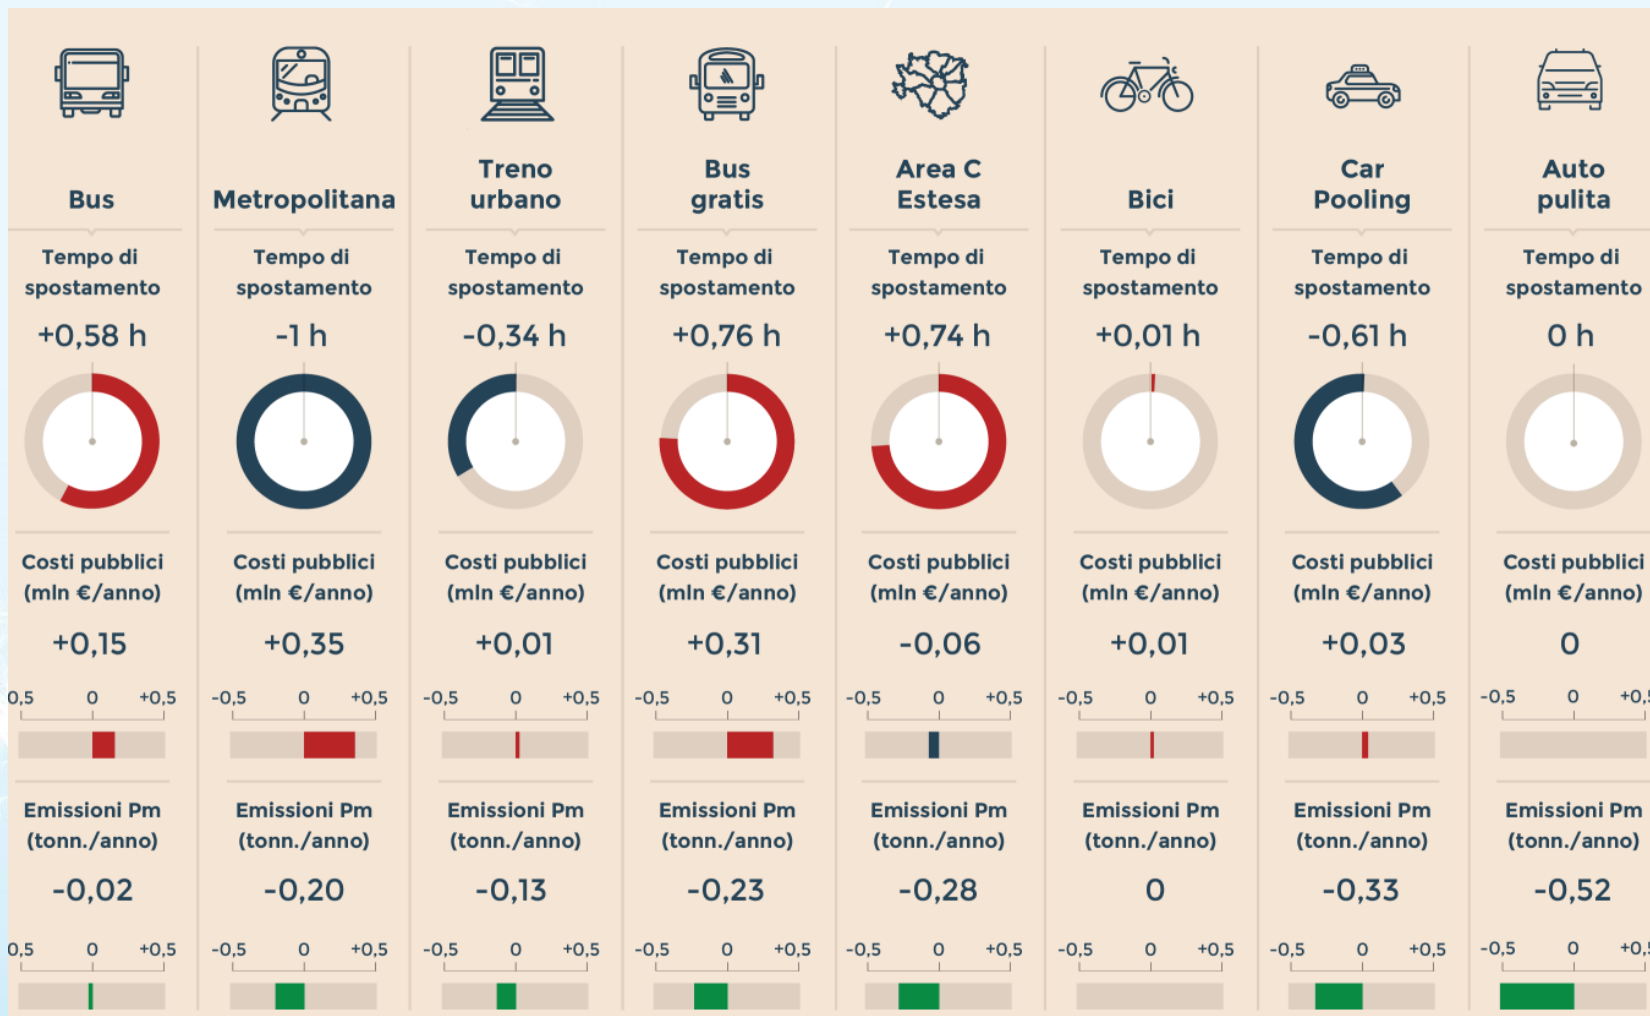 Bus
Tempo di
spostamento
+0,58 h
Costi pubblici
(mln €/anno)
+0,15
0,5 0 +0,5
Emissioni Pm
(tonn./anno)
-0,02
0,5 0 +0,5
Metropolitana
Tempo di
spostamento
-1 h
Costi pubblici
(mln €/anno)
+0,35
-0,5 0 +0,5
Emissioni Pm
(tonn./anno)
-0,20
-0,5 0 +0,5
Treno
urbano
Tempo di
spostamento
-0,34 h
Costi pubblici
(mln €/anno)
+0,01
-0,5 0 +0,5
Emissioni Pm
(tonn./anno)
-0,13
-0,5 0 +0,5
Bus
gratis
Tempo di
spostamento
+0,76 h
Costi pubblici
(mln €/anno)
+0,31
-0,5 0 +0,5
Emissioni Pm
(tonn./anno)
-0,23
-0,5 0 +0,5
Area C
Estesa
Tempo di
spostamento
+0,74 h
Costi pubblici
(mln €/anno)
-0,06
-0,5 0 +0,5
Emissioni Pm
(tonn./anno)
-0,28
-0,5 0 +0,5
Bici
Tempo di
spostamento
+0,01 h
Costi pubblici
(mln €/anno)
+0,01
-0,5 0 +0,5
Emissioni Pm
(tonn./anno)
0
-0,5 0 +0,5
Car
Pooling
Tempo di
spostamento
-0,61 h
Costi pubblici
(mln €/anno)
+0,03
-0,5 0 +0,5
Emissioni Pm
(tonn./anno)
-0,33
-0,5 0 +0,5
Auto
pulita
Tempo di
spostamento
0 h
Costi pubblici
(mln €/anno)
0
-0,5 0 +0,5
Emissioni Pm
(tonn./anno)
-0,52
-0,5 0 +0,5